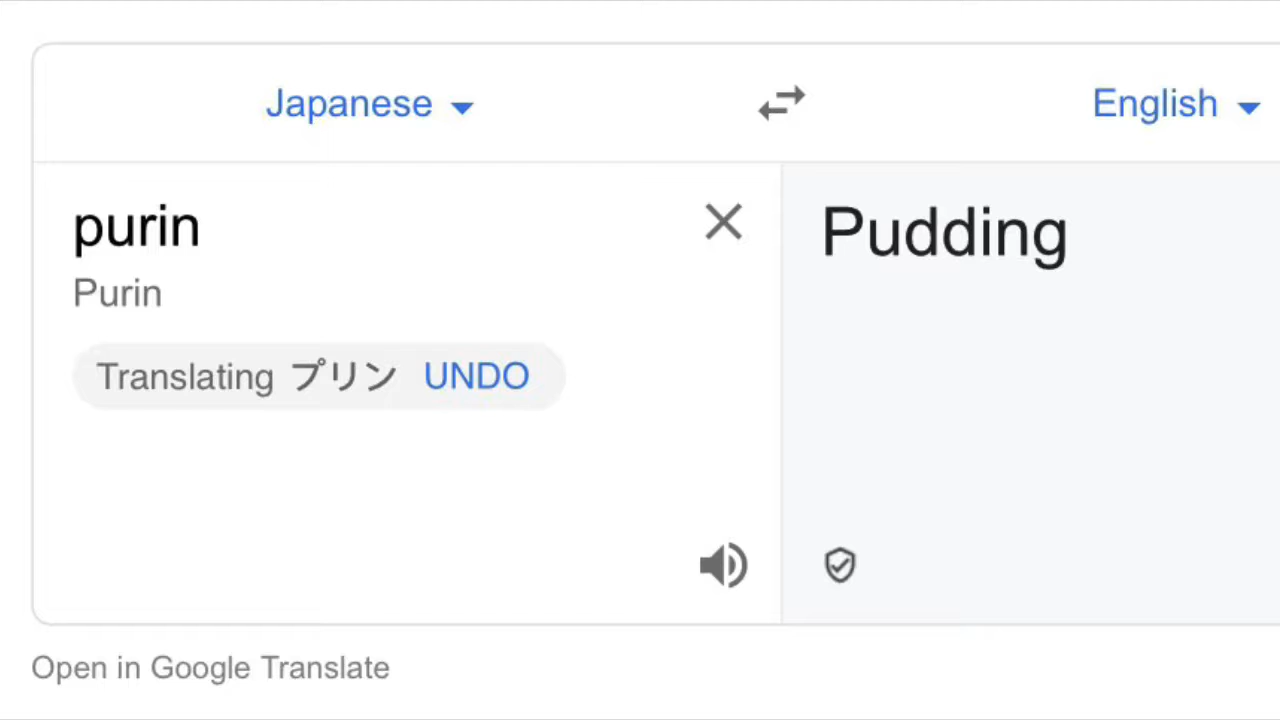 Japanese English
purin
Purin
Translating プリン UNDO
Pudding
Open in Google Translate